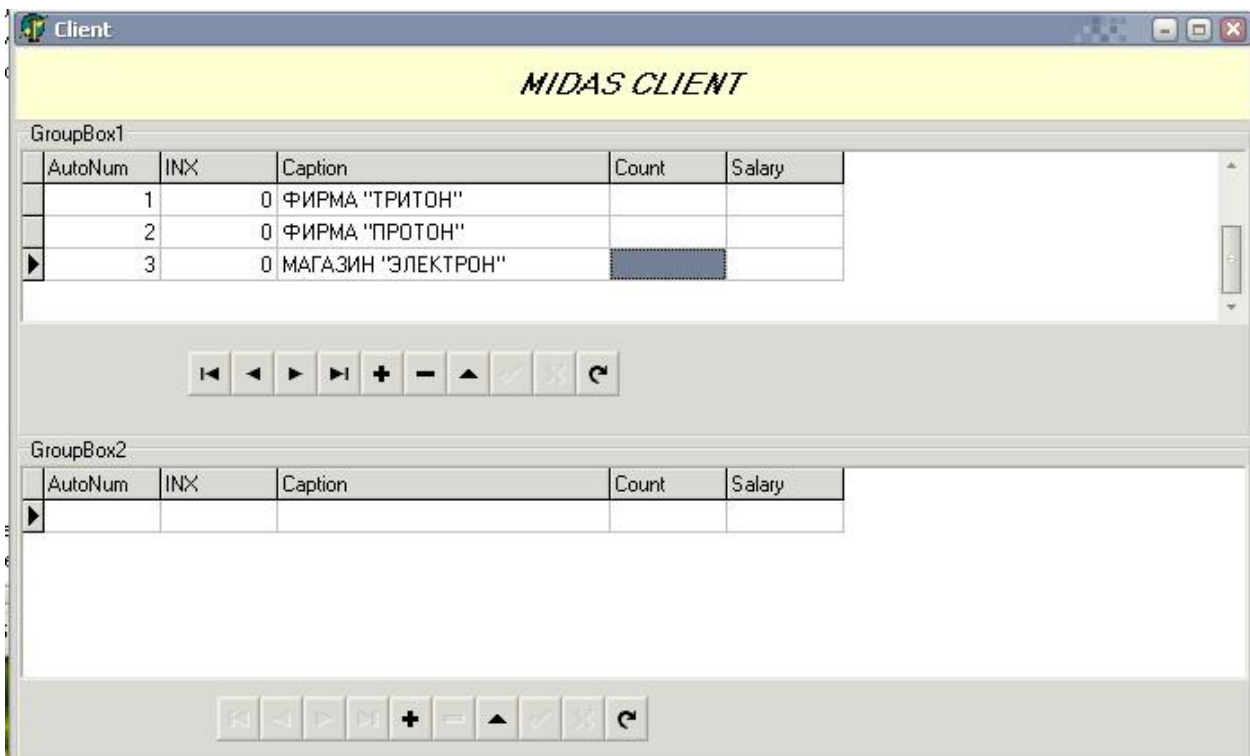 Client
MIDAS CLIENT
GroupBox1
AutoNum INX Caption Count Salary
1 0 ФИРМА "ТРИТОН"
2 0 ФИРМА "ПРОТОН"
3 0 МАГАЗИН "ЭЛЕКТРОН"
GroupBox2
AutoNum INX Caption Count Salary